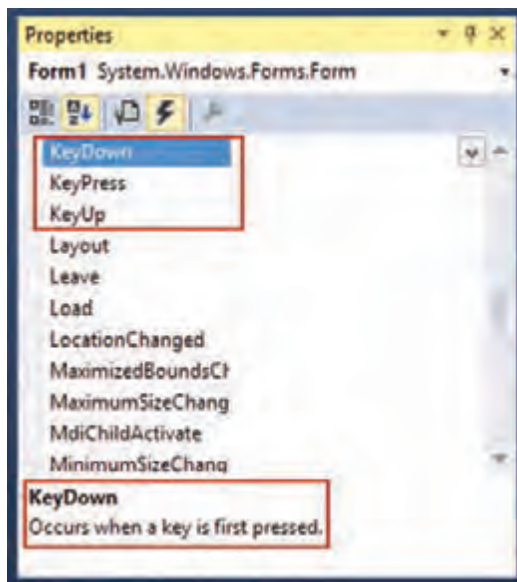 Properties
Form1 System.Windows.Forms.Form
KeyDown
KeyPress
KeyUp
Layout
Leave
Load
LocationChanged
MaximizedBoundsCh
MaximumSizeChang
MdiChildActivate
MinimumSizeChang
KeyDown
Occurs when a key is first pressed.